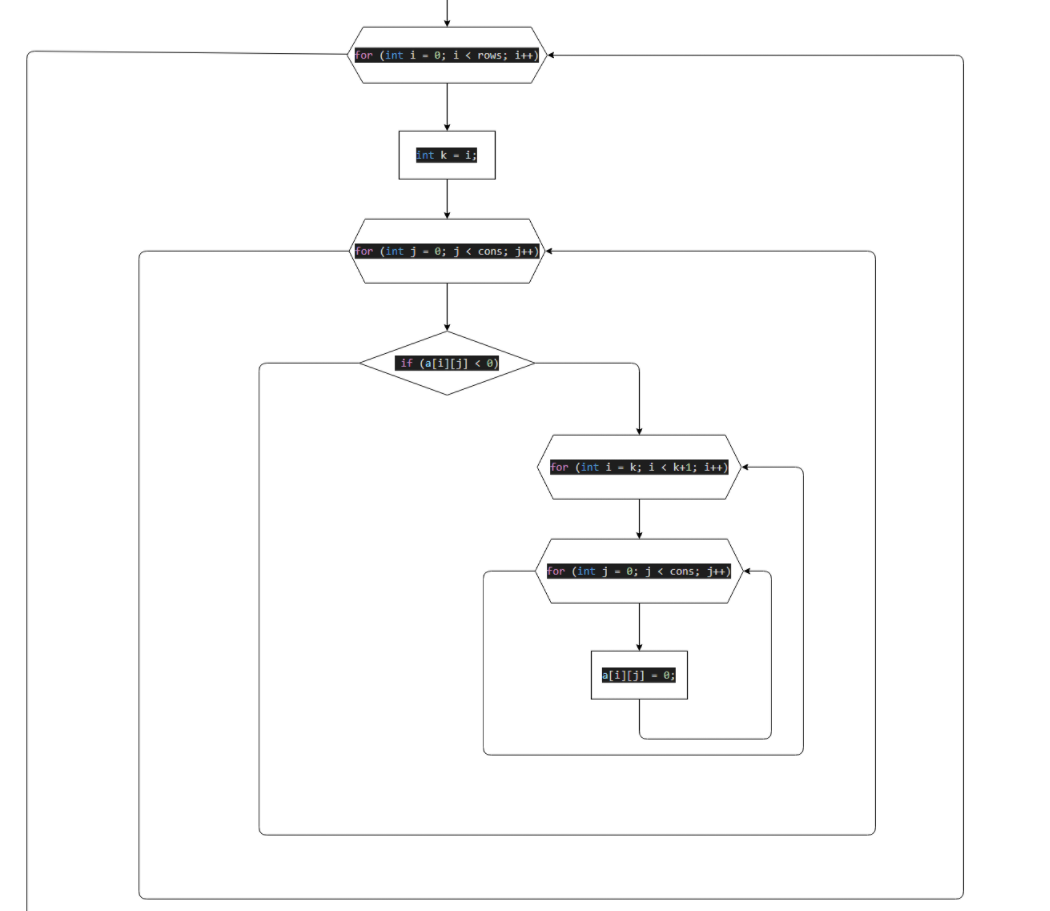 for (int i = 0; i < rows; i++)
int k = i;
for (int j = 0; j < cons; j++)
if (a[i][j] < 0)
for (int i = k; i < k+1; i++)
for (int j = 0; j < cons; j++)
a[i][j] = 0;